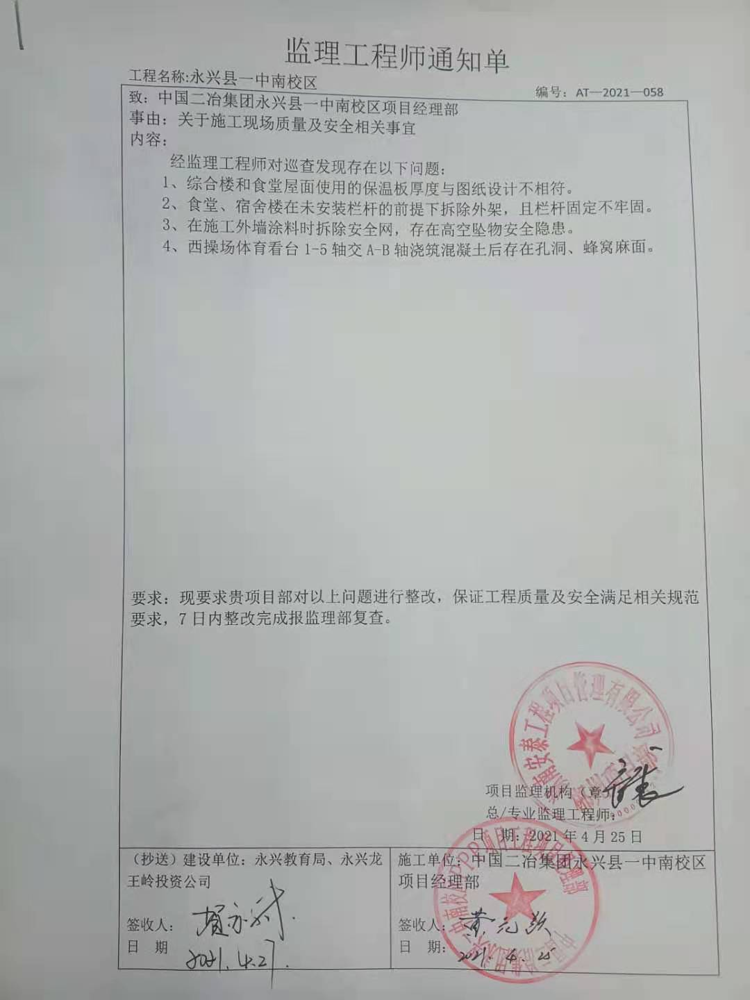 监理工程师通知单
工程名称:永兴县一中南校区
编号：AT—2021—058
致：中国二冶集团永兴县一中南校区项目经理部
事由：关于施工现场质量及安全相关事宜
内容：
经监理工程师对巡查发现存在以下问题：
1、综合楼和食堂屋面使用的保温板厚度与图纸设计不相符。
2、食堂、宿舍楼在未安装栏杆的前提下拆除外架，且栏杆固定不牢固。
3、在施工外墙涂料时拆除安全网，存在高空坠物安全隐患。
4、西操场体育看台 1-5 轴交 A-B 轴浇筑混凝土后存在孔洞、蜂窝麻面。
要求：现要求贵项目部对以上问题进行整改，保证工程质量及安全满足相关规范
要求，7 日内整改完成报监理部复查。
安泰工程项目管理有限公司
项目监理机构（章）
总/专业监理工程师：
日 期：2021 年 4 月 25 日
（抄送）建设单位：永兴教育局、永兴龙
王岭投资公司
签收人：
日 期
2021.4.27.
施工单位：中国二冶集团永兴县一中南校区
项目经理部
签收人：
日 期：2021.4.25